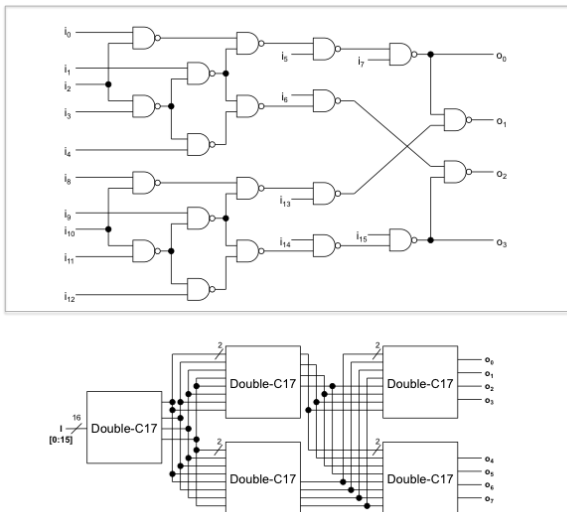 i0
i1
i2
i3
i4
i5
i7
i6
o0
o1
o2
i8
i9
i10
i11
i12
i13
i14
i15
o3
2
2
Double-C17
Double-C17
o0
o1
o2
o3
I
16
[0:15]
Double-C17
2
2
Double-C17
Double-C17
o4
o5
o6
o7